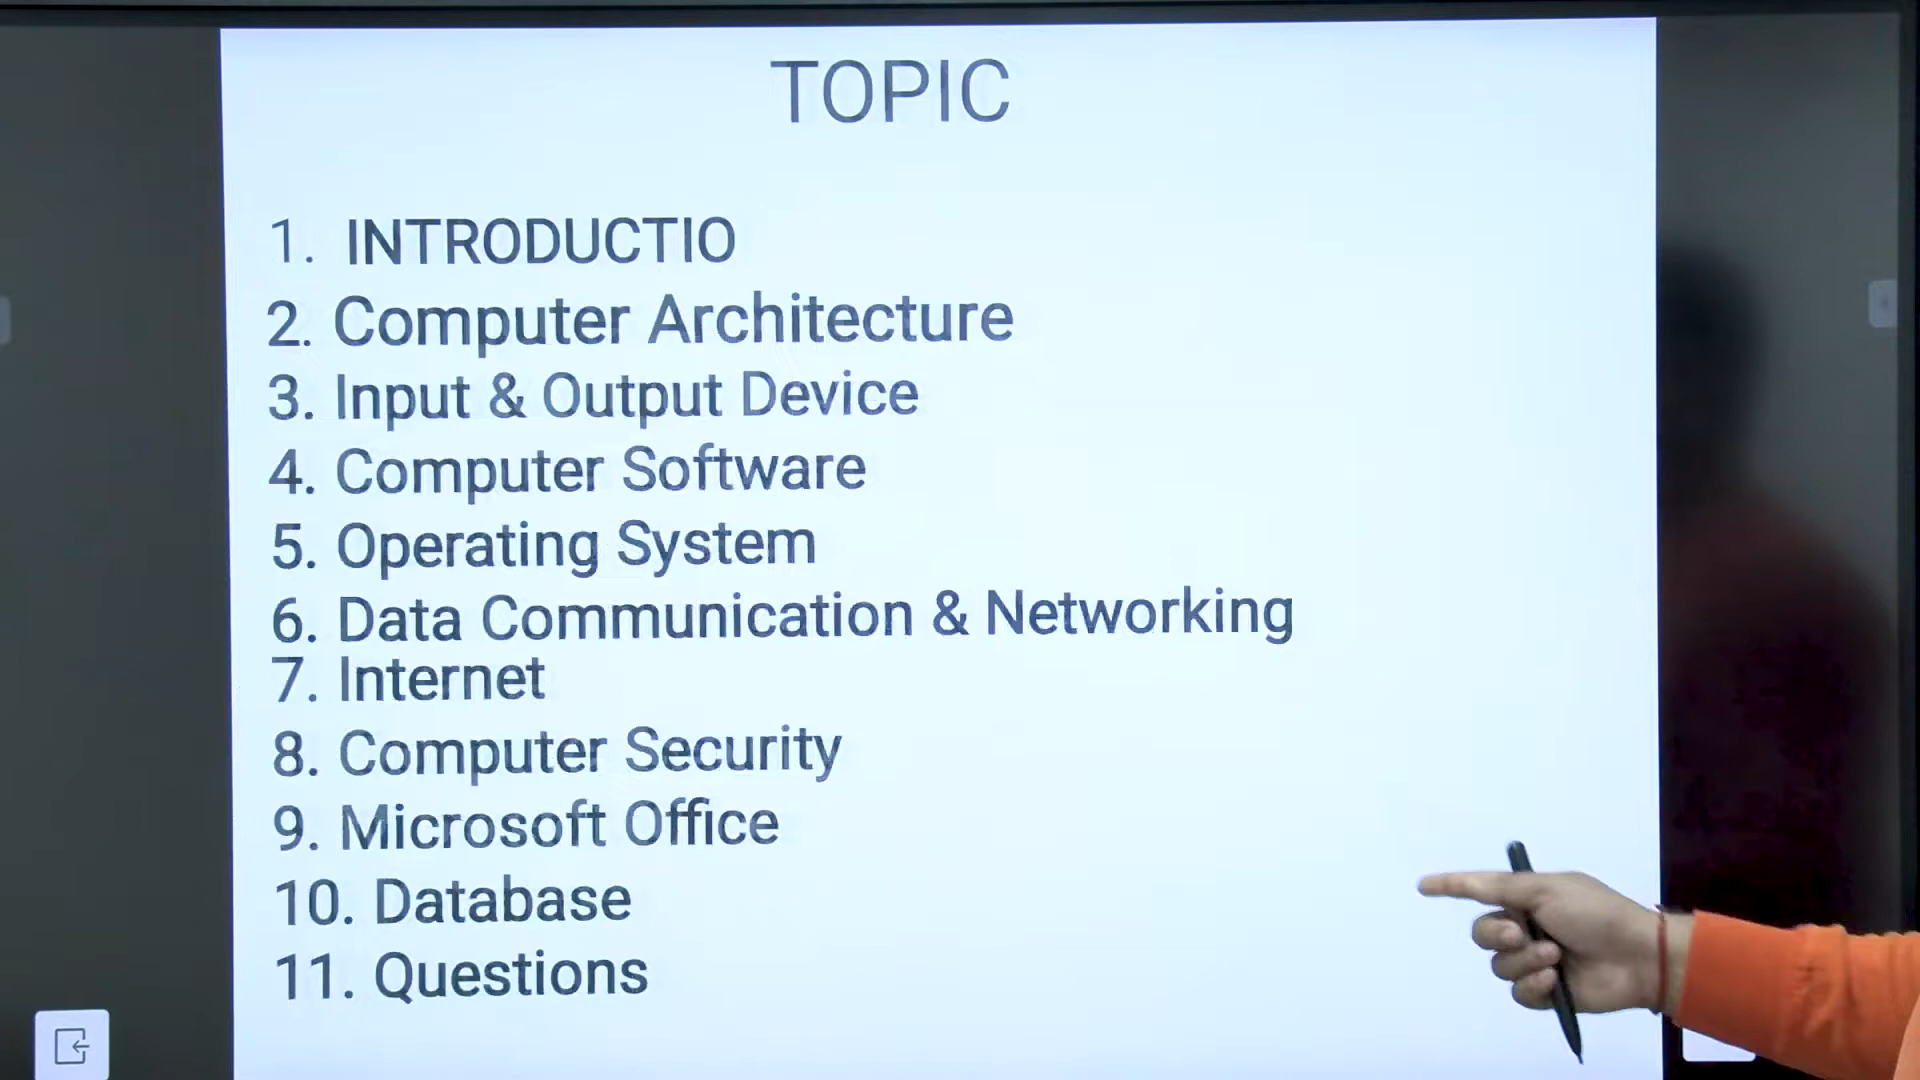 TOPIC
1. INTRODUCTIO
2. Computer Architecture
3. Input & Output Device
4. Computer Software
5. Operating System
6. Data Communication & Networking
7. Internet
8. Computer Security
9. Microsoft Office
10. Database
11. Questions